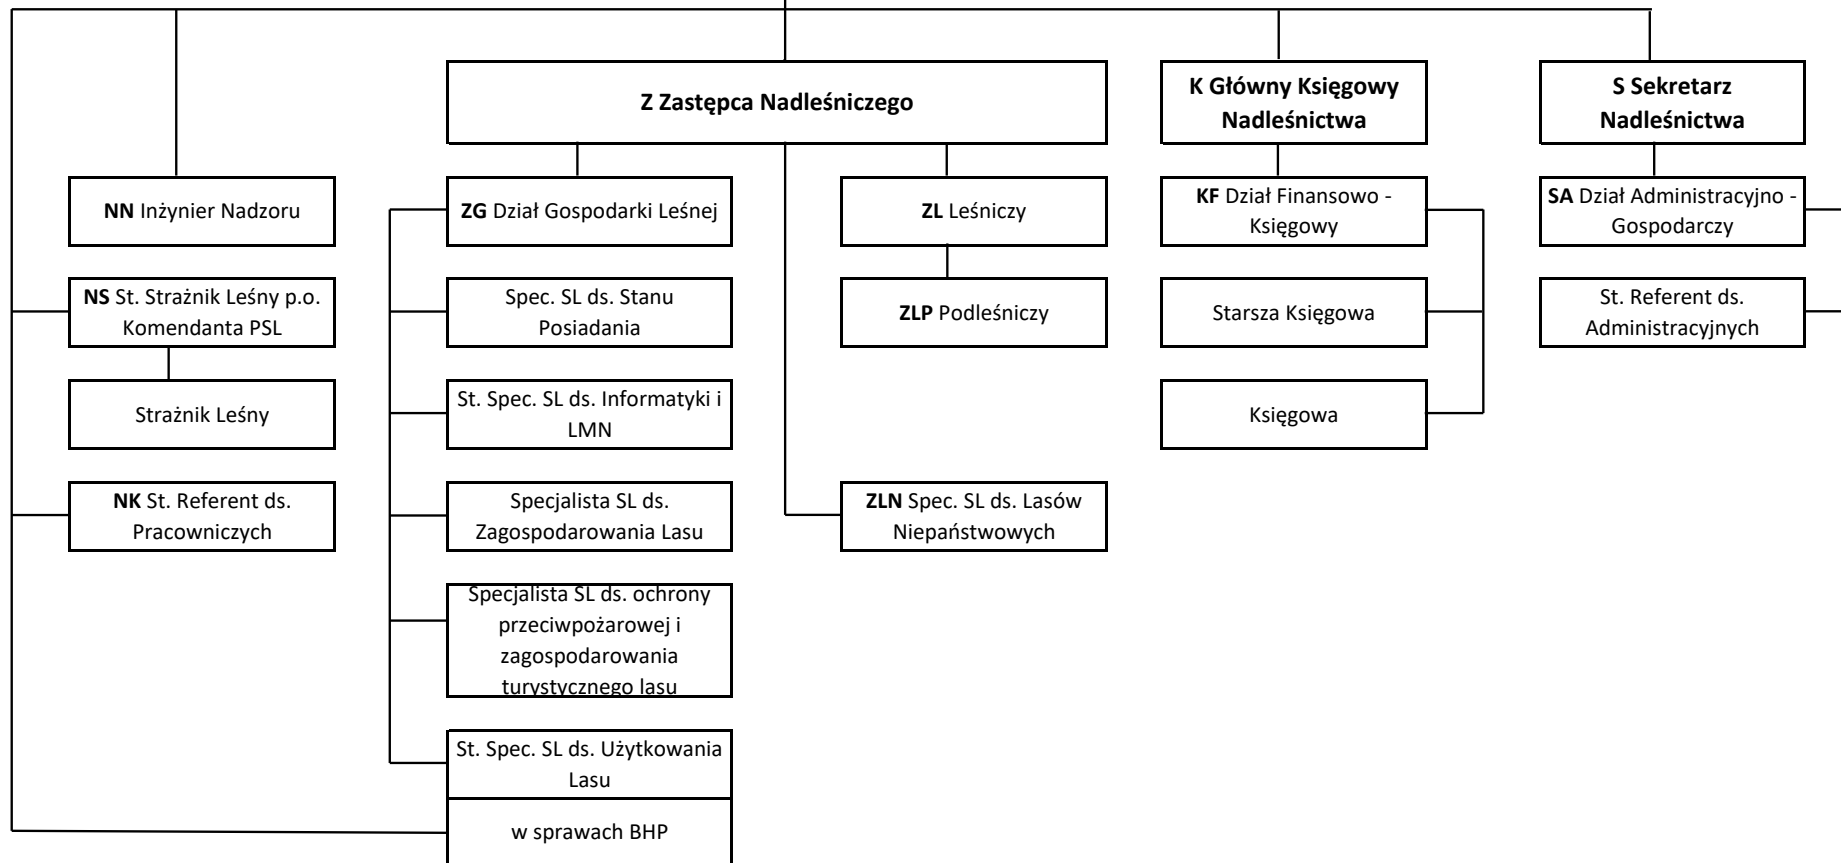 Z Zastępca Nadleśniczego
K Główny Księgowy
Nadleśnictwa
S Sekretarz
Nadleśnictwa
NN Inżynier Nadzoru
ZG Dział Gospodarki Leśnej
ZL Leśniczy
KF Dział Finansowo -
Księgowy
SA Dział Administracyjno -
Gospodarczy
NS St. Strażnik Leśny p.o.
Komendanta PSL
Spec. SL ds. Stanu
Posiadania
ZLP Podleśniczy
Starsza Księgowa
St. Referent ds.
Administracyjnych
Strażnik Leśny
St. Spec. SL ds. Informatyki i
LMN
Księgowa
NK St. Referent ds.
Pracowniczych
Specjalista SL ds.
Zagospodarowania Lasu
ZLN Spec. SL ds. Lasów
Niepaństwowych
Specjalista SL ds. ochrony
przeciwpożarowej i
zagospodarowania
turystycznego lasu
St. Spec. SL ds. Użytkowania
Lasu
w sprawach BHP